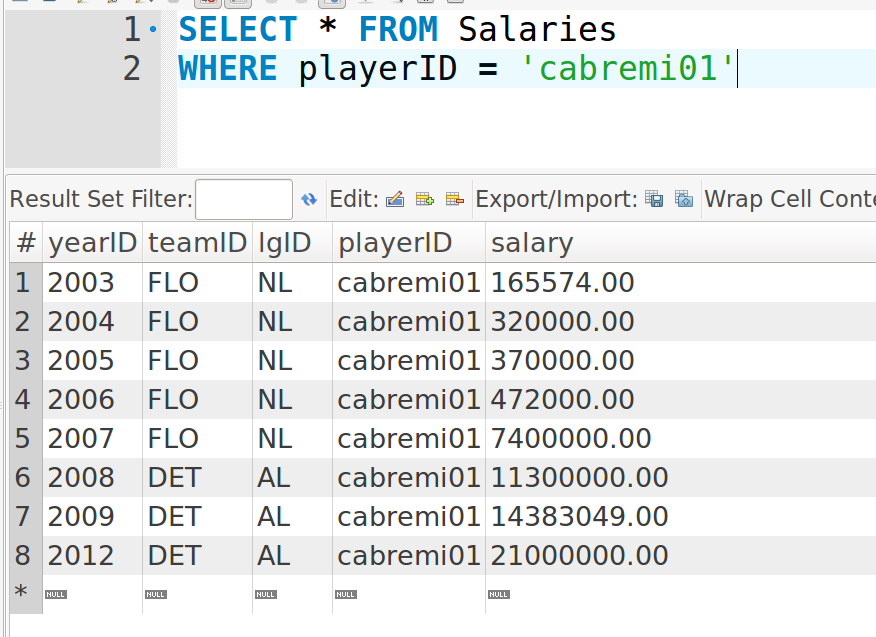 1 SELECT * FROM Salaries
2 WHERE playerID = 'cabremi01'
Result Set Filter: Edit: Export/Import: Wrap Cell Conte
# yearID teamID lgID playerID salary
1 2003 FLO NL cabremi01 165574.00
2 2004 FLO NL cabremi01 320000.00
3 2005 FLO NL cabremi01 370000.00
4 2006 FLO NL cabremi01 472000.00
5 2007 FLO NL cabremi01 7400000.00
6 2008 DET AL cabremi01 11300000.00
7 2009 DET AL cabremi01 14383049.00
8 2012 DET AL cabremi01 21000000.00
* NULL NULL NULL NULL NULL